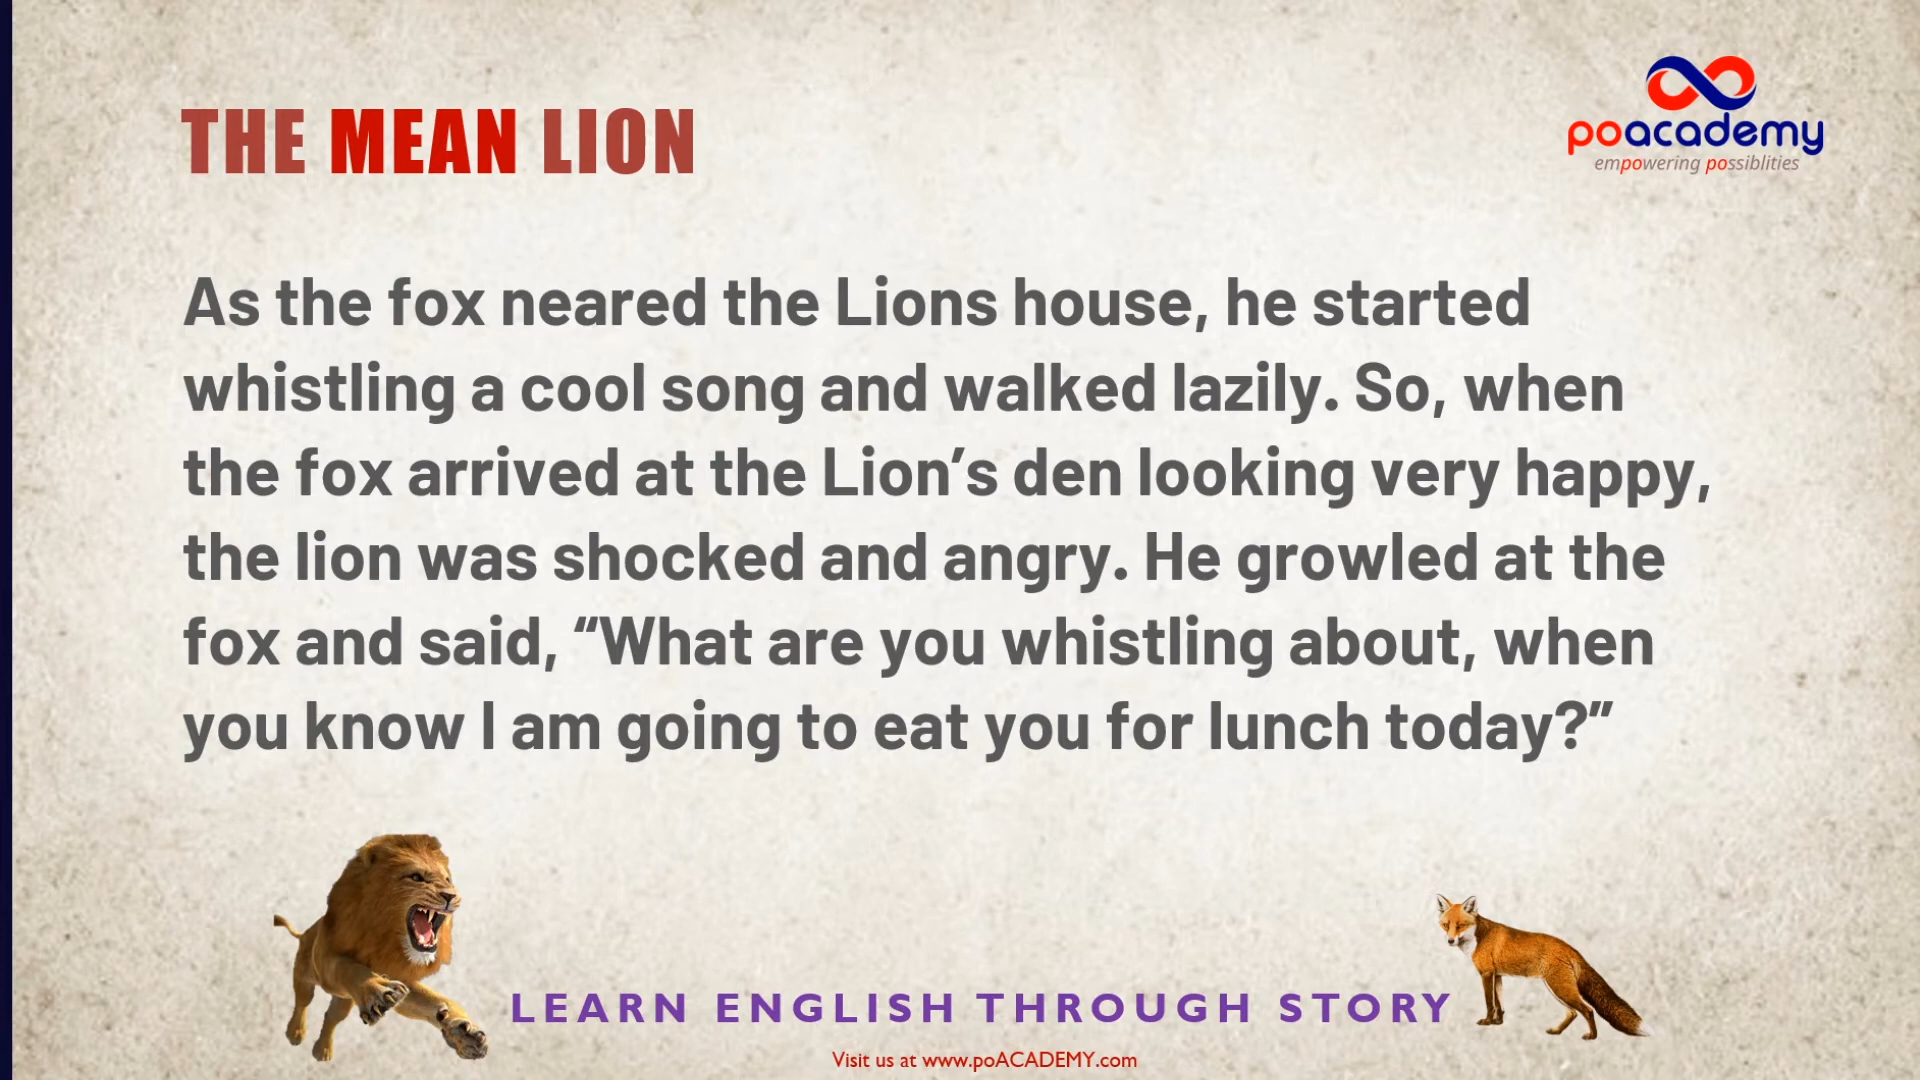 THE MEAN LION
poacademy
empowering possiblities
As the fox neared the Lions house, he started
whistling a cool song and walked lazily. So, when
the fox arrived at the Lion’s den looking very happy,
the lion was shocked and angry. He growled at the
fox and said, “What are you whistling about, when
you know I am going to eat you for lunch today?”
LEARN ENGLISH THROUGH STORY
Visit us at www.poACADEMY.com